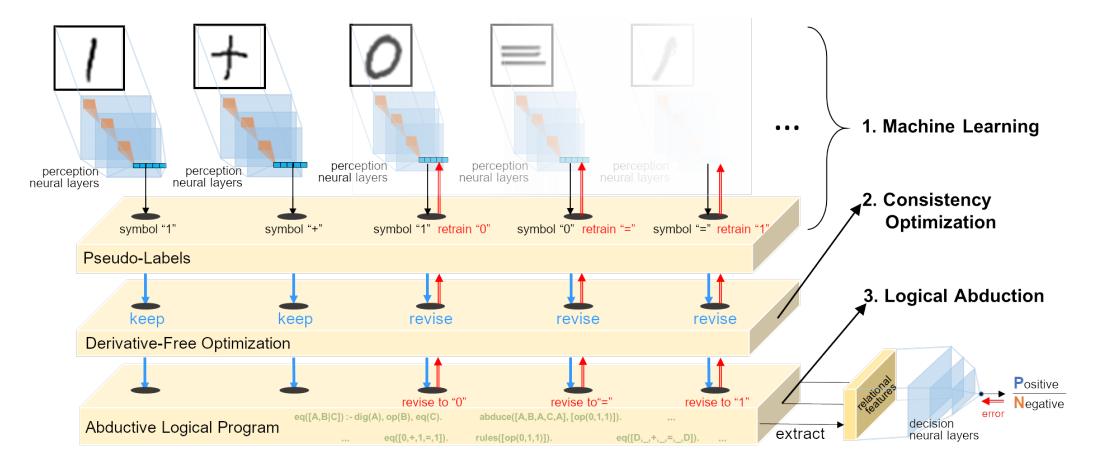 1 + 0 = 1
...
1. Machine Learning
perception
neural layers
perception
neural layers
perception
neural layers
perception
neural layers
perception
neural layers
2. Consistency
Optimization
symbol “1”
symbol “+”
symbol “1” retrain “0”
symbol “0” retrain “=”
symbol “=” retrain “1”
Pseudo-Labels
3. Logical Abduction
keep
keep
revise
revise
revise
Derivative-Free Optimization
revise to “0”
revise to“=”
revise to “1”
eq([A,B|C]) :- dig(A), op(B), eq(C). abduce([A,B,A,C,A], [op(0,1,1)]). ...
Abductive Logical Program
... eq([0,+,1,=,1]). rules([op(0,1,1)]). eq([D,_,+,_,=,_,D]). ...
extract
relational
features
decision
neural layers
Positive
Negative
error